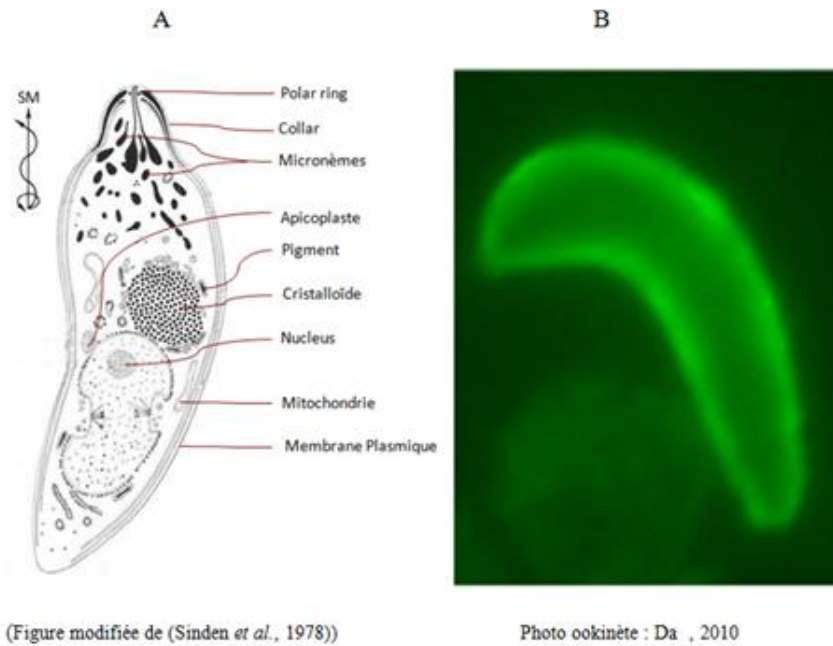 A
B
SM
Polar ring
Collar
Micronèmes
Apicoplaste
Pigment
Cristalloïde
Nucleus
Mitochondrie
Membrane Plasmique
(Figure modifiée de (Sinden et al., 1978))
Photo ookinète : Da , 2010